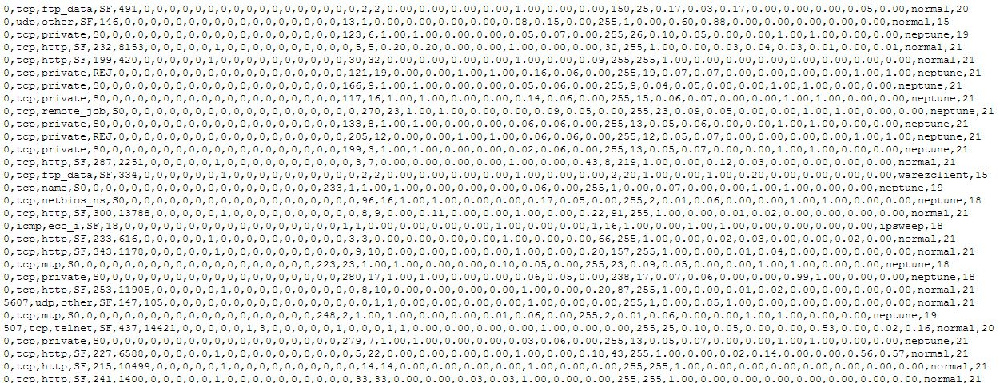 0,tcp,ftp_data,SF,491,0,0,0,0,0,0,0,0,0,0,0,0,0,0,0,0,0,2,2,0.00,0.00,0.00,0.00,1.00,0.00,0.00,150,25,0.17,0.03,0.17,0.00,0.00,0.00,0.05,0.00,normal,20
0,udp,other,SF,146,0,0,0,0,0,0,0,0,0,0,0,0,0,0,0,0,0,13,1,0.00,0.00,0.00,0.00,0.08,0.15,0.00,255,1,0.00,0.60,0.88,0.00,0.00,0.00,0.00,0.00,normal,15
0,tcp,private,S0,0,0,0,0,0,0,0,0,0,0,0,0,0,0,0,0,0,0,123,6,1.00,1.00,0.00,0.00,0.05,0.07,0.00,255,26,0.10,0.05,0.00,0.00,1.00,1.00,0.00,0.00,neptune,19
0,tcp,http,SF,232,8153,0,0,0,0,0,1,0,0,0,0,0,0,0,0,0,0,5,5,0.20,0.20,0.00,0.00,1.00,0.00,0.00,30,255,1.00,0.00,0.03,0.04,0.03,0.01,0.00,0.01,normal,21
0,tcp,http,SF,199,420,0,0,0,0,0,1,0,0,0,0,0,0,0,0,0,0,30,32,0.00,0.00,0.00,0.00,1.00,0.00,0.09,255,255,1.00,0.00,0.00,0.00,0.00,0.00,0.00,0.00,normal,21
0,tcp,private,REJ,0,0,0,0,0,0,0,0,0,0,0,0,0,0,0,0,0,0,121,19,0.00,0.00,1.00,1.00,0.16,0.06,0.00,255,19,0.07,0.07,0.00,0.00,0.00,0.00,1.00,1.00,neptune,21
0,tcp,private,S0,0,0,0,0,0,0,0,0,0,0,0,0,0,0,0,0,0,0,166,9,1.00,1.00,0.00,0.00,0.05,0.06,0.00,255,9,0.04,0.05,0.00,0.00,1.00,1.00,0.00,0.00,neptune,21
0,tcp,private,S0,0,0,0,0,0,0,0,0,0,0,0,0,0,0,0,0,0,0,117,16,1.00,1.00,0.00,0.00,0.14,0.06,0.00,255,15,0.06,0.07,0.00,0.00,1.00,1.00,0.00,0.00,neptune,21
0,tcp,remote_job,S0,0,0,0,0,0,0,0,0,0,0,0,0,0,0,0,0,0,0,270,23,1.00,1.00,0.00,0.00,0.09,0.05,0.00,255,23,0.09,0.05,0.00,0.00,1.00,1.00,0.00,0.00,neptune,21
0,tcp,private,S0,0,0,0,0,0,0,0,0,0,0,0,0,0,0,0,0,0,0,133,8,1.00,1.00,0.00,0.00,0.06,0.06,0.00,255,13,0.05,0.06,0.00,0.00,1.00,1.00,0.00,0.00,neptune,21
0,tcp,private,REJ,0,0,0,0,0,0,0,0,0,0,0,0,0,0,0,0,0,0,205,12,0.00,0.00,1.00,1.00,0.06,0.06,0.00,255,12,0.05,0.07,0.00,0.00,0.00,0.00,1.00,1.00,neptune,21
0,tcp,private,S0,0,0,0,0,0,0,0,0,0,0,0,0,0,0,0,0,0,0,199,3,1.00,1.00,0.00,0.00,0.02,0.06,0.00,255,13,0.05,0.07,0.00,0.00,1.00,1.00,0.00,0.00,neptune,21
0,tcp,http,SF,287,2251,0,0,0,0,0,1,0,0,0,0,0,0,0,0,0,0,3,7,0.00,0.00,0.00,0.00,1.00,0.00,0.43,8,219,1.00,0.00,0.12,0.03,0.00,0.00,0.00,0.00,normal,21
0,tcp,ftp_data,SF,334,0,0,0,0,0,0,1,0,0,0,0,0,0,0,0,0,0,2,2,0.00,0.00,0.00,0.00,1.00,0.00,0.00,2,20,1.00,0.00,1.00,0.20,0.00,0.00,0.00,0.00,warezclient,15
0,tcp,name,S0,0,0,0,0,0,0,0,0,0,0,0,0,0,0,0,0,0,0,233,1,1.00,1.00,0.00,0.00,0.00,0.06,0.00,255,1,0.00,0.07,0.00,0.00,1.00,1.00,0.00,0.00,neptune,19
0,tcp,netbios_ns,S0,0,0,0,0,0,0,0,0,0,0,0,0,0,0,0,0,0,0,96,16,1.00,1.00,0.00,0.00,0.17,0.05,0.00,255,2,0.01,0.06,0.00,0.00,1.00,1.00,0.00,0.00,neptune,18
0,tcp,http,SF,300,13788,0,0,0,0,0,1,0,0,0,0,0,0,0,0,0,0,8,9,0.00,0.11,0.00,0.00,1.00,0.00,0.22,91,255,1.00,0.00,0.01,0.02,0.00,0.00,0.00,0.00,normal,21
0,icmp,eco_i,SF,18,0,0,0,0,0,0,0,0,0,0,0,0,0,0,0,0,0,1,1,0.00,0.00,0.00,0.00,1.00,0.00,0.00,1,16,1.00,0.00,1.00,1.00,0.00,0.00,0.00,0.00,ipsweep,18
0,tcp,http,SF,233,616,0,0,0,0,0,1,0,0,0,0,0,0,0,0,0,0,3,3,0.00,0.00,0.00,0.00,1.00,0.00,0.00,66,255,1.00,0.00,0.02,0.03,0.00,0.00,0.02,0.00,normal,21
0,tcp,http,SF,343,1178,0,0,0,0,0,1,0,0,0,0,0,0,0,0,0,0,9,10,0.00,0.00,0.00,0.00,1.00,0.00,0.20,157,255,1.00,0.00,0.01,0.04,0.00,0.00,0.00,0.00,normal,21
0,tcp,mtp,S0,0,0,0,0,0,0,0,0,0,0,0,0,0,0,0,0,0,0,223,23,1.00,1.00,0.00,0.00,0.10,0.05,0.00,255,23,0.09,0.05,0.00,0.00,1.00,1.00,0.00,0.00,neptune,18
0,tcp,private,S0,0,0,0,0,0,0,0,0,0,0,0,0,0,0,0,0,0,0,280,17,1.00,1.00,0.00,0.00,0.06,0.05,0.00,238,17,0.07,0.06,0.00,0.00,0.99,1.00,0.00,0.00,neptune,18
0,tcp,http,SF,253,11905,0,0,0,0,0,1,0,0,0,0,0,0,0,0,0,0,8,10,0.00,0.00,0.00,0.00,1.00,0.00,0.20,87,255,1.00,0.00,0.01,0.02,0.00,0.00,0.00,0.00,normal,21
5607,udp,other,SF,147,105,0,0,0,0,0,0,0,0,0,0,0,0,0,0,0,0,1,1,0.00,0.00,0.00,0.00,1.00,0.00,0.00,255,1,0.00,0.85,1.00,0.00,0.00,0.00,0.00,0.00,normal,21
0,tcp,mtp,S0,0,0,0,0,0,0,0,0,0,0,0,0,0,0,0,0,0,0,248,2,1.00,1.00,0.00,0.00,0.01,0.06,0.00,255,2,0.01,0.06,0.00,0.00,1.00,1.00,0.00,0.00,neptune,19
507,tcp,telnet,SF,437,14421,0,0,0,0,0,1,3,0,0,0,0,0,1,0,0,0,1,1,0.00,0.00,0.00,0.00,1.00,0.00,0.00,255,25,0.10,0.05,0.00,0.00,0.53,0.00,0.02,0.16,normal,20
0,tcp,private,S0,0,0,0,0,0,0,0,0,0,0,0,0,0,0,0,0,0,0,279,7,1.00,1.00,0.00,0.00,0.03,0.06,0.00,255,13,0.05,0.07,0.00,0.00,1.00,1.00,0.00,0.00,neptune,21
0,tcp,http,SF,227,6588,0,0,0,0,0,1,0,0,0,0,0,0,0,0,0,0,5,22,0.00,0.00,0.00,0.00,1.00,0.00,0.18,43,255,1.00,0.00,0.02,0.14,0.00,0.00,0.56,0.57,normal,21
0,tcp,http,SF,215,10499,0,0,0,0,0,1,0,0,0,0,0,0,0,0,0,0,14,14,0.00,0.00,0.00,0.00,1.00,0.00,0.00,255,255,1.00,0.00,0.00,0.00,0.00,0.00,0.00,0.00,normal,21
0,tcp,http,SF,241,1400,0,0,0,0,0,1,0,0,0,0,0,0,0,0,0,0,33,33,0.00,0.00,0.03,0.03,1.00,0.00,0.00,255,255,1.00,0.00,0.00,0.00,0.00,0.00,0.00,0.00,normal,21